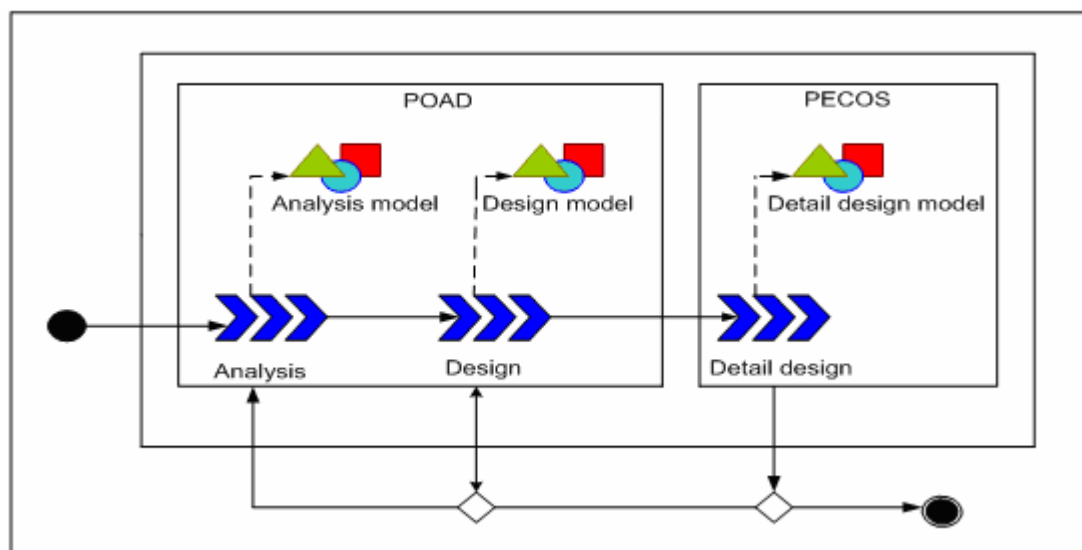 POAD
PECOS
Analysis model
Design model
Detail design model
Analysis
Design
Detail design